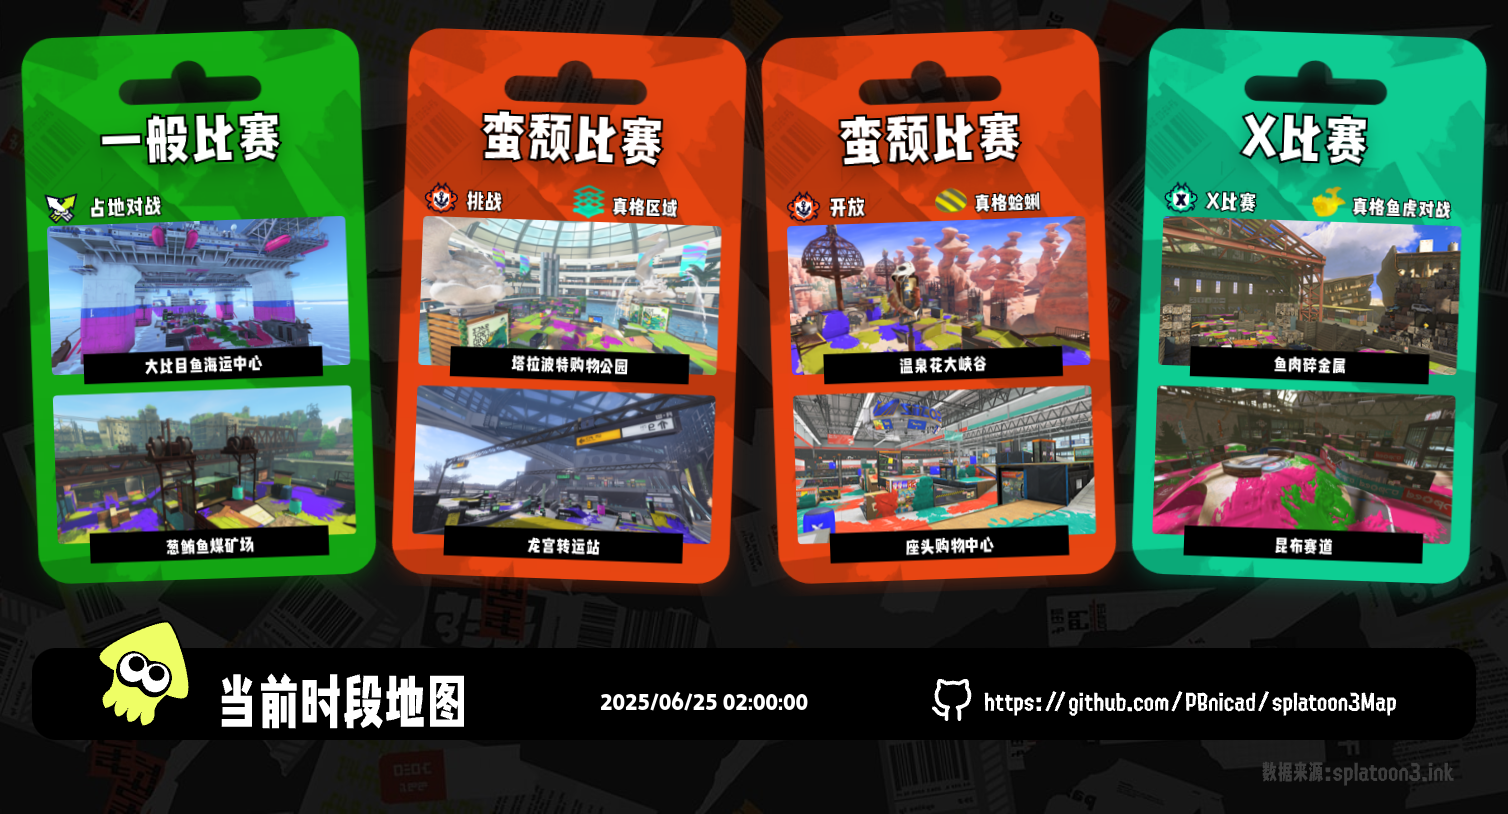 一般比赛
占地对战
大比目鱼海运中心
葱鲔鱼煤矿场
蛮颓比赛
挑战
真格区域
塔拉波特购物公园
龙宫转运站
蛮颓比赛
开放
真格蛤蜊
温泉花大峡谷
座头购物中心
X比赛
X比赛
真格鱼虎对战
鱼肉碎金属
昆布赛道
当前时段地图
2025/06/25 02:00:00
https://github.com/PBnicad/splatoon3Map
数据来源:splatoon3.ink